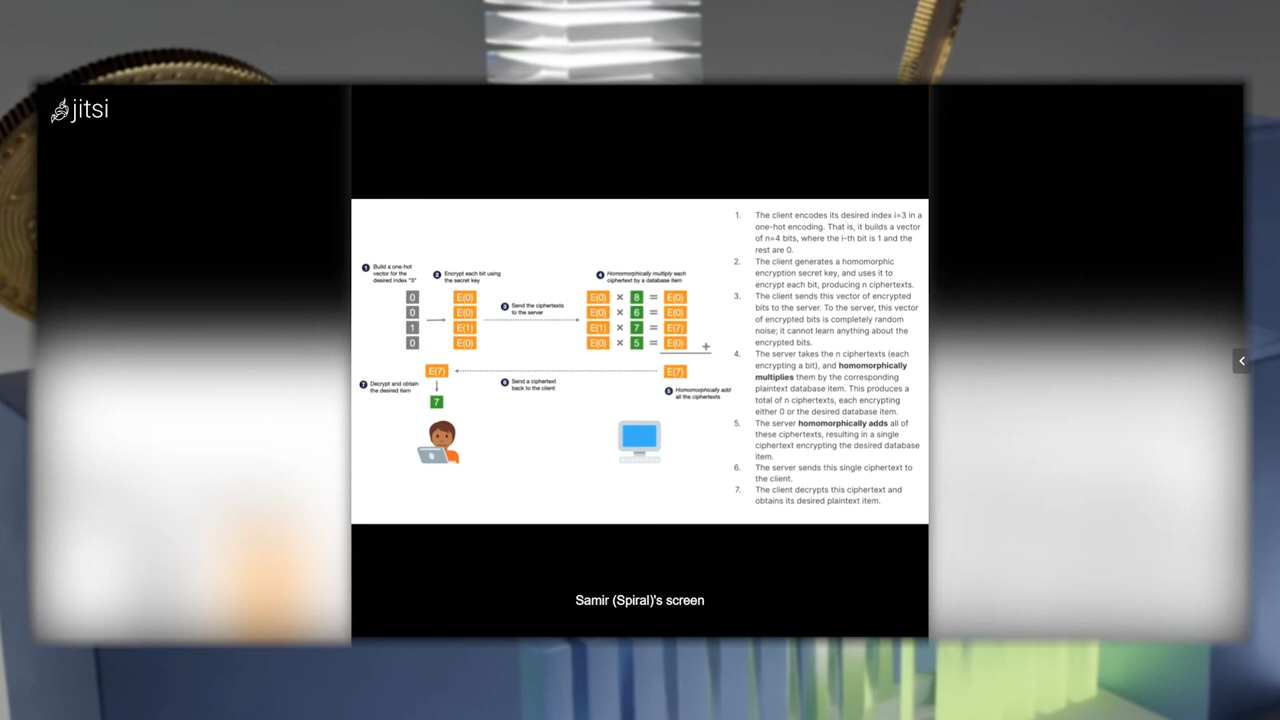 jitsi
1 Build a one-hot
vector for the
desired index "3"
2 Encrypt each bit using
the secret key
3 Send the ciphertexts
to the server
4 Homomorphically multiply each
ciphertext by a database item
0 E(0) E(0) × 8 = E(0)
0 E(0) E(0) × 6 = E(0)
1 E(1) E(1) × 7 = E(7)
0 E(0) E(0) × 5 = E(0)
+
E(7) E(7)
7 Decrypt and obtain
the desired item
7
6 Send a ciphertext
back to the client
5 Homomorphically add
all the ciphertexts
1. The client encodes its desired index i=3 in a
one-hot encoding. That is, it builds a vector
of n=4 bits, where the i-th bit is 1 and the
rest are 0.
2. The client generates a homomorphic
encryption secret key, and uses it to
encrypt each bit, producing n ciphertexts.
3. The client sends this vector of encrypted
bits to the server. To the server, this vector
of encrypted bits is completely random
noise; it cannot learn anything about the
encrypted bits.
4. The server takes the n ciphertexts (each
encrypting a bit), and homomorphically
multiplies them by the corresponding
plaintext database item. This produces a
total of n ciphertexts, each encrypting
either 0 or the desired database item.
5. The server homomorphically adds all of
these ciphertexts, resulting in a single
ciphertext encrypting the desired database
item.
6. The server sends this single ciphertext to
the client.
7. The client decrypts this ciphertext and
obtains its desired plaintext item.
Samir (Spiral)'s screen